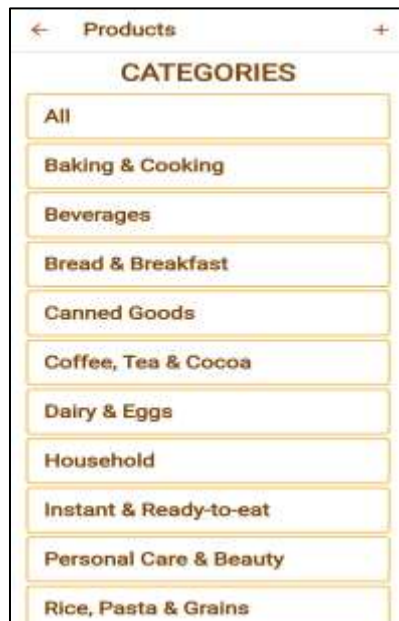 Products
CATEGORIES
All
Baking & Cooking
Beverages
Bread & Breakfast
Canned Goods
Coffee, Tea & Cocoa
Dairy & Eggs
Household
Instant & Ready-to-eat
Personal Care & Beauty
Rice, Pasta & Grains